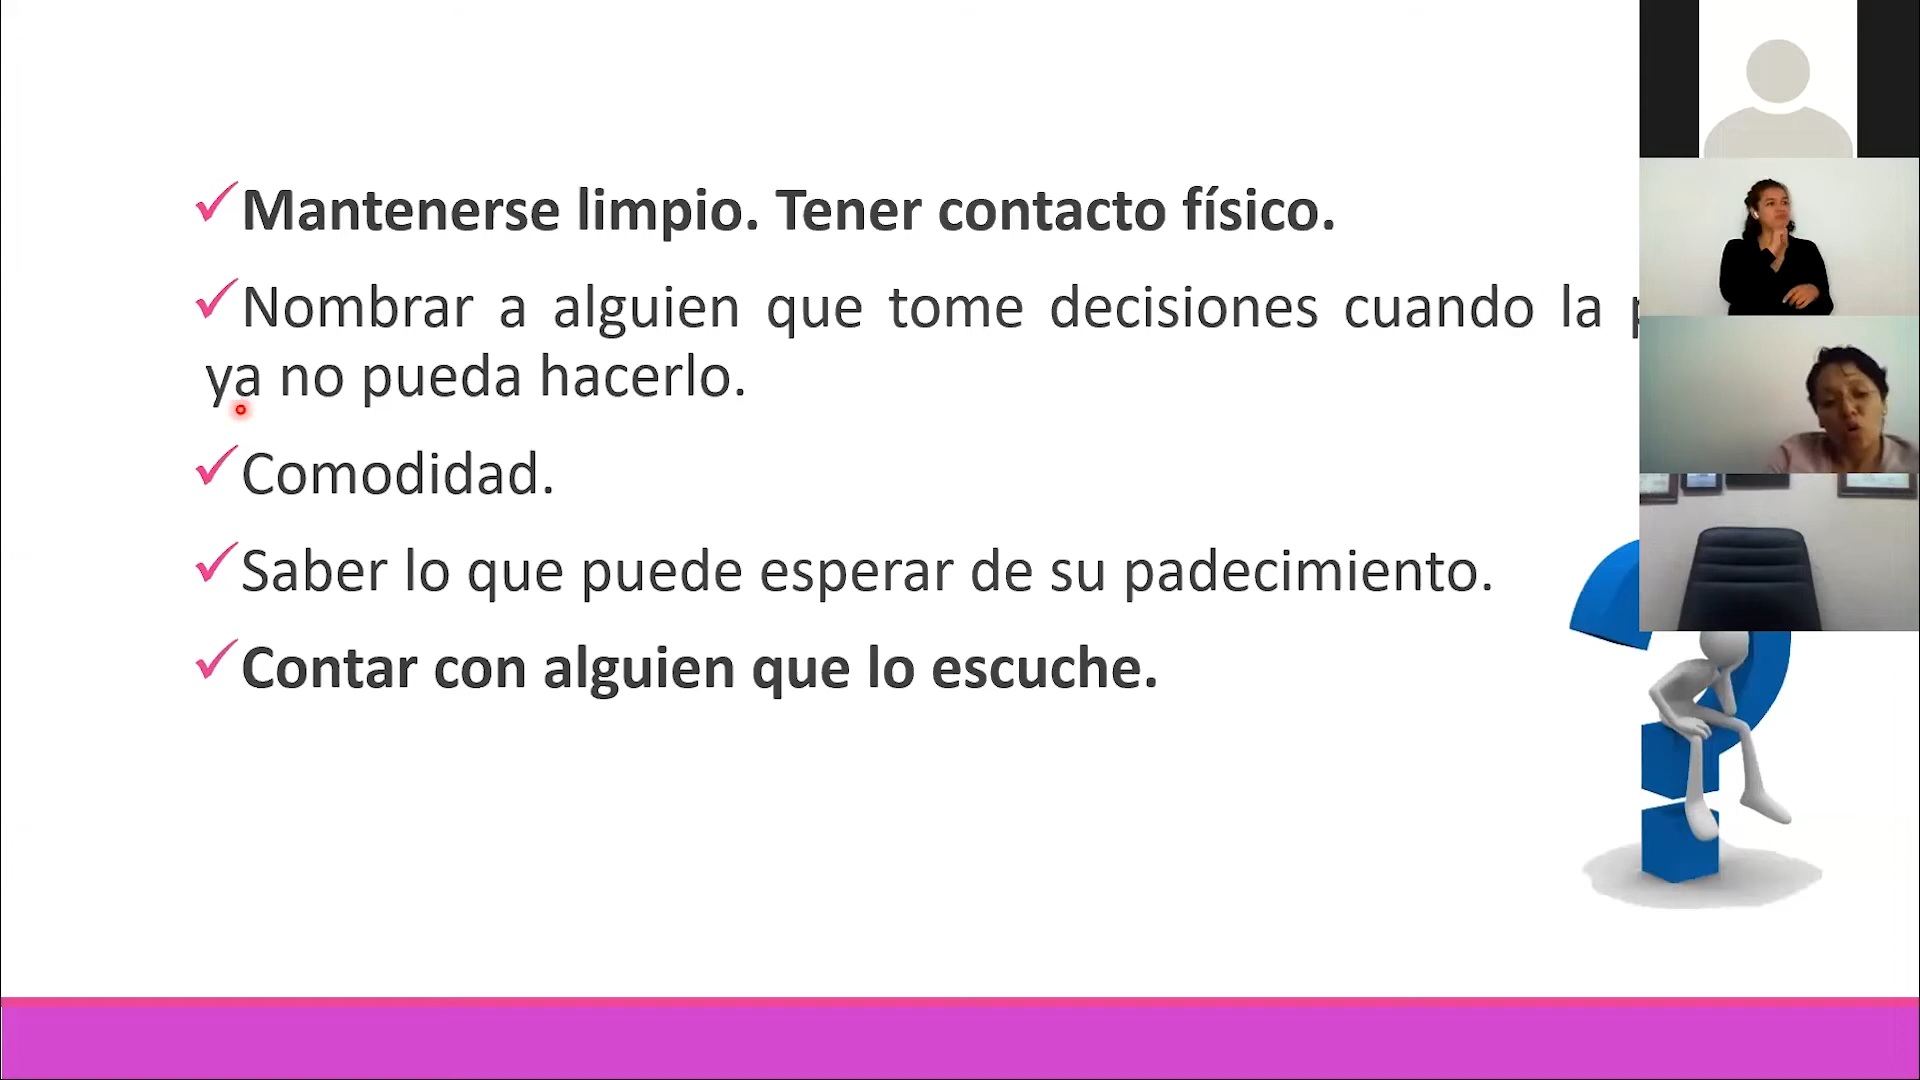 Mantenerse limpio. Tener contacto físico.
Nombrar a alguien que tome decisiones cuando la
ya no pueda hacerlo.
Comodidad.
Saber lo que puede esperar de su padecimiento.
Contar con alguien que lo escuche.